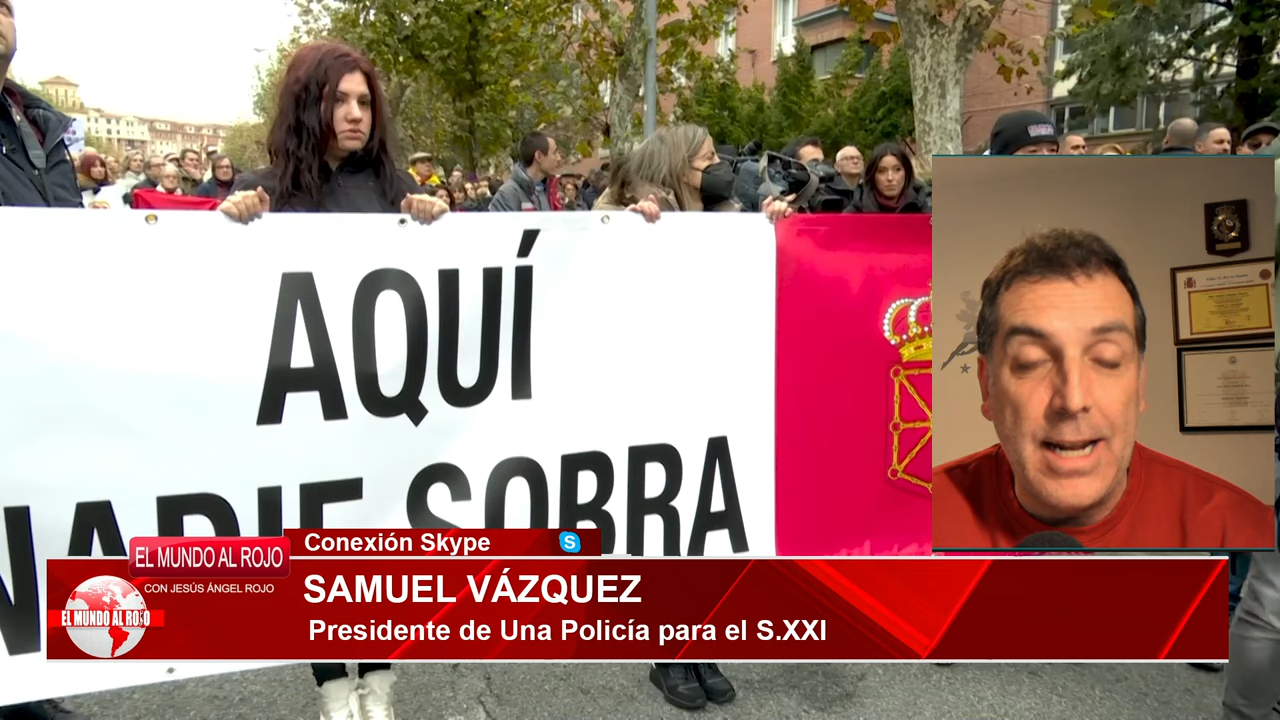 AQUÍ
NADIE SOBRA
Conexión Skype
EL MUNDO AL ROJO
CON JESÚS ÁNGEL ROJO
SAMUEL VÁZQUEZ
EL MUNDO AL ROJO
Presidente de Una Policía para el S.XXI